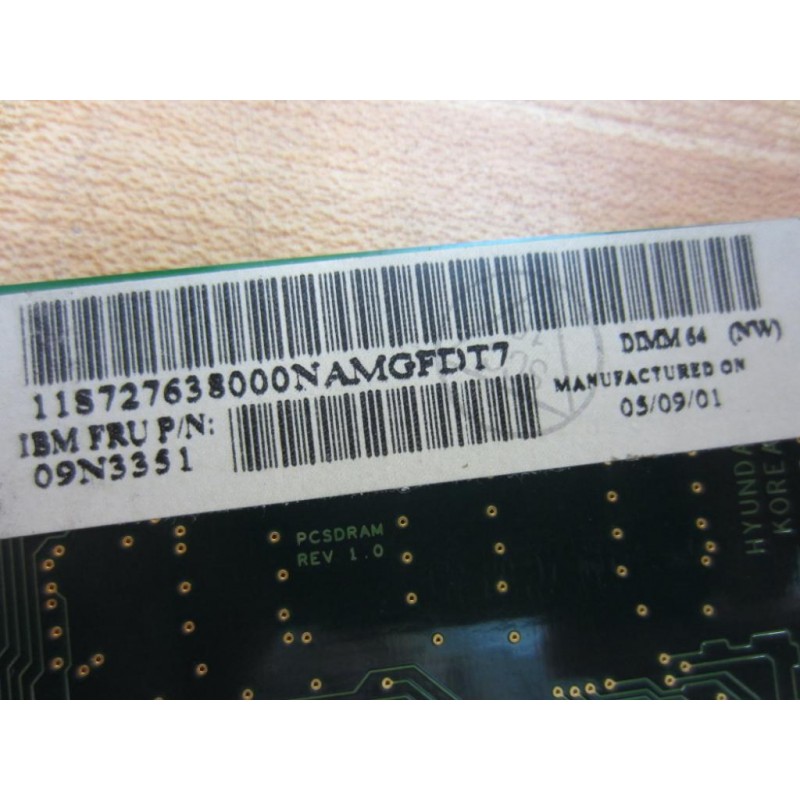 11S727638000NAMGFDT7
DIMM 64 (NW)
IBM FRU P/N:
09N3351
MANUFACTURED ON
05/09/01
PCSDRAM
REV 1.0
HYUNDA
KOREA